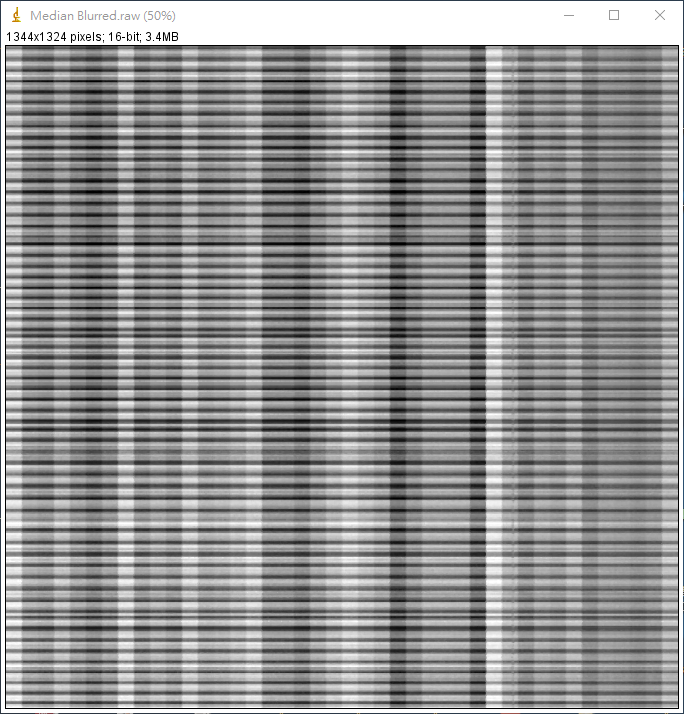 Median Blurred.raw (50%)
1344x1324 pixels; 16-bit; 3.4MB